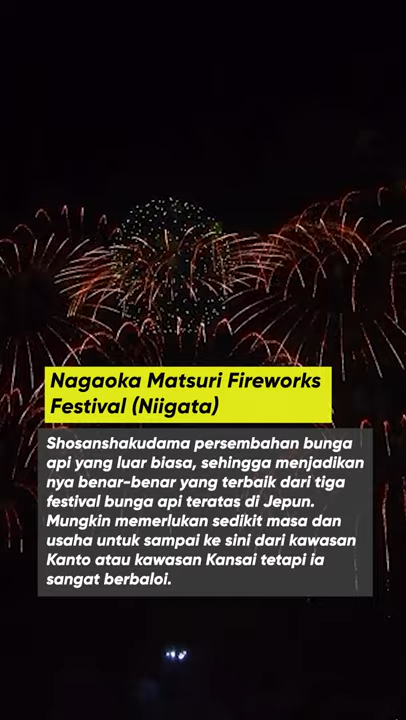 Nagaoka Matsuri Fireworks
Festival (Niigata)
Shosanshakudama persembahan bunga
api yang luar biasa, sehingga menjadikan
nya benar-benar yang terbaik dari tiga
festival bunga api teratas di Jepun.
Mungkin memerlukan sedikit masa dan
usaha untuk sampai ke sini dari kawasan
Kanto atau kawasan Kansai tetapi ia
sangat berbaloi.